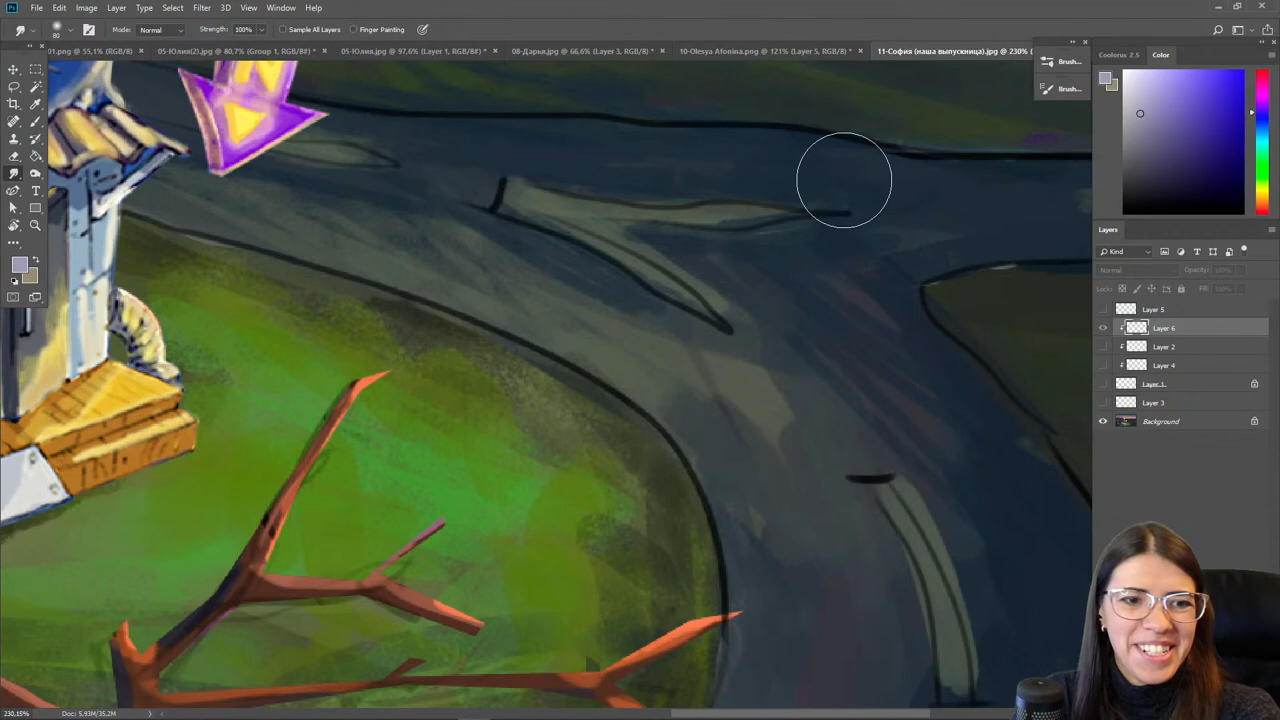 File Edit Image Layer Type Select Filter 3D View Window Help
80 Mode: Normal Strength: 100% Sample All Layers Finger Painting
01.png @ 55,1% (RGB/8) 05-Юлия(2).jpg @ 80,7% (Group 1, RGB/8#) * 05-Юлия.jpg @ 97,6% (Layer 1, RGB/8#) * 08-Дарья.jpg @ 66,6% (Layer 3, RGB/8*) * 10-Olesya Afonina.png @ 121% (Layer 5, RGB/8*) * 11-София (наша выпускница).jpg @ 230%
Brush...
Brush...
Coolorus 2.5 Color
Layers
Kind
Normal Opacity: 100%
Lock: Fill: 100%
Layer 5
Layer 6
Layer 2
Layer 4
Layer 1
Layer 3
Background
230,15% Doc: 5,93M/35,2M